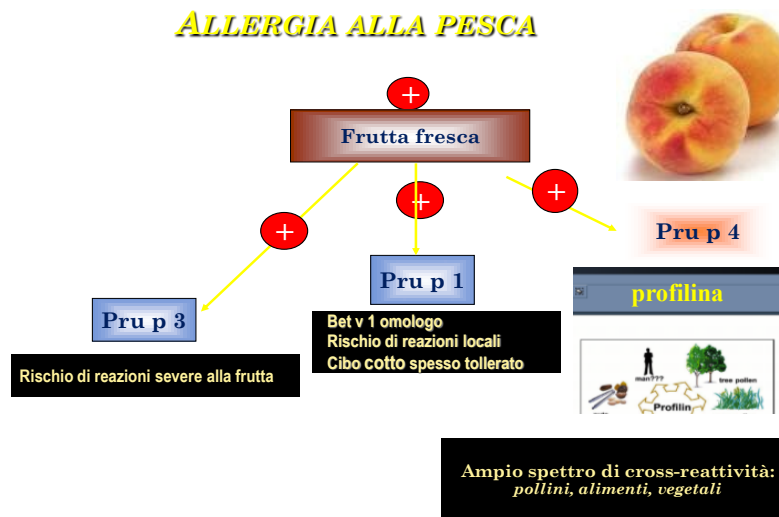 ALLERGIA ALLA PESCA
+
Frutta fresca
+
+
+
Pru p 4
Pru p 1
profilina
Pru p 3
Bet v 1 omologo
Rischio di reazioni locali
Cibo cotto spesso tollerato
Rischio di reazioni severe alla frutta
man???
tree pollen
Profilin
Ampio spettro di cross-reattività:
pollini, alimenti, vegetali